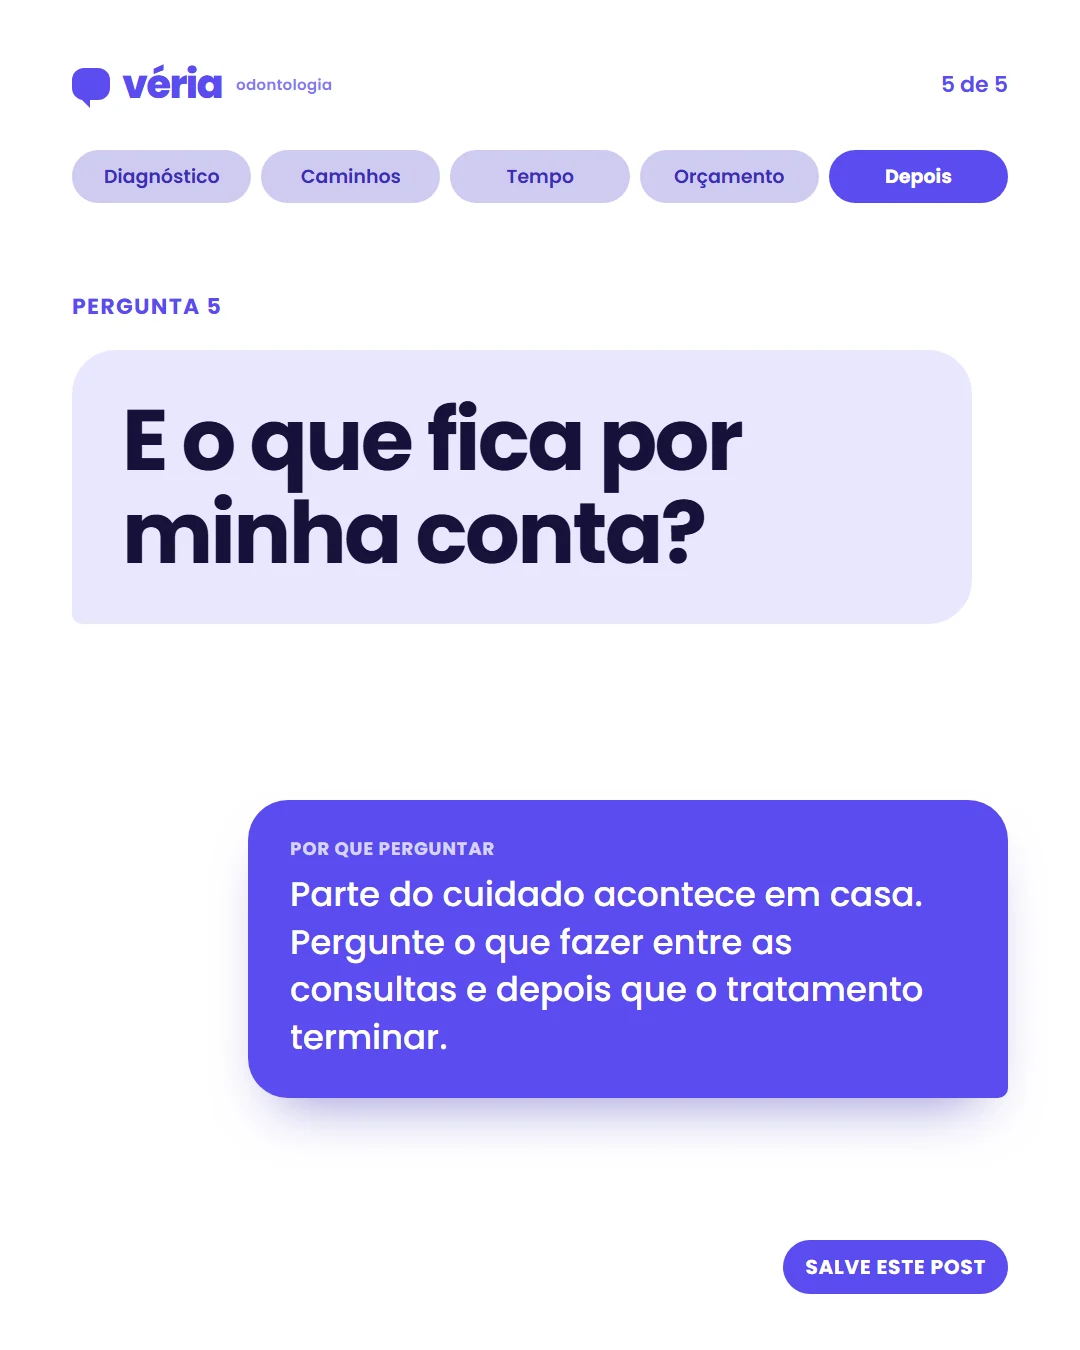 véria odontologia
5 de 5
Diagnóstico Caminhos Tempo Orçamento Depois
PERGUNTA 5
E o que fica por
minha conta?
POR QUE PERGUNTAR
Parte do cuidado acontece em casa.
Pergunte o que fazer entre as
consultas e depois que o tratamento
terminar.
SALVE ESTE POST